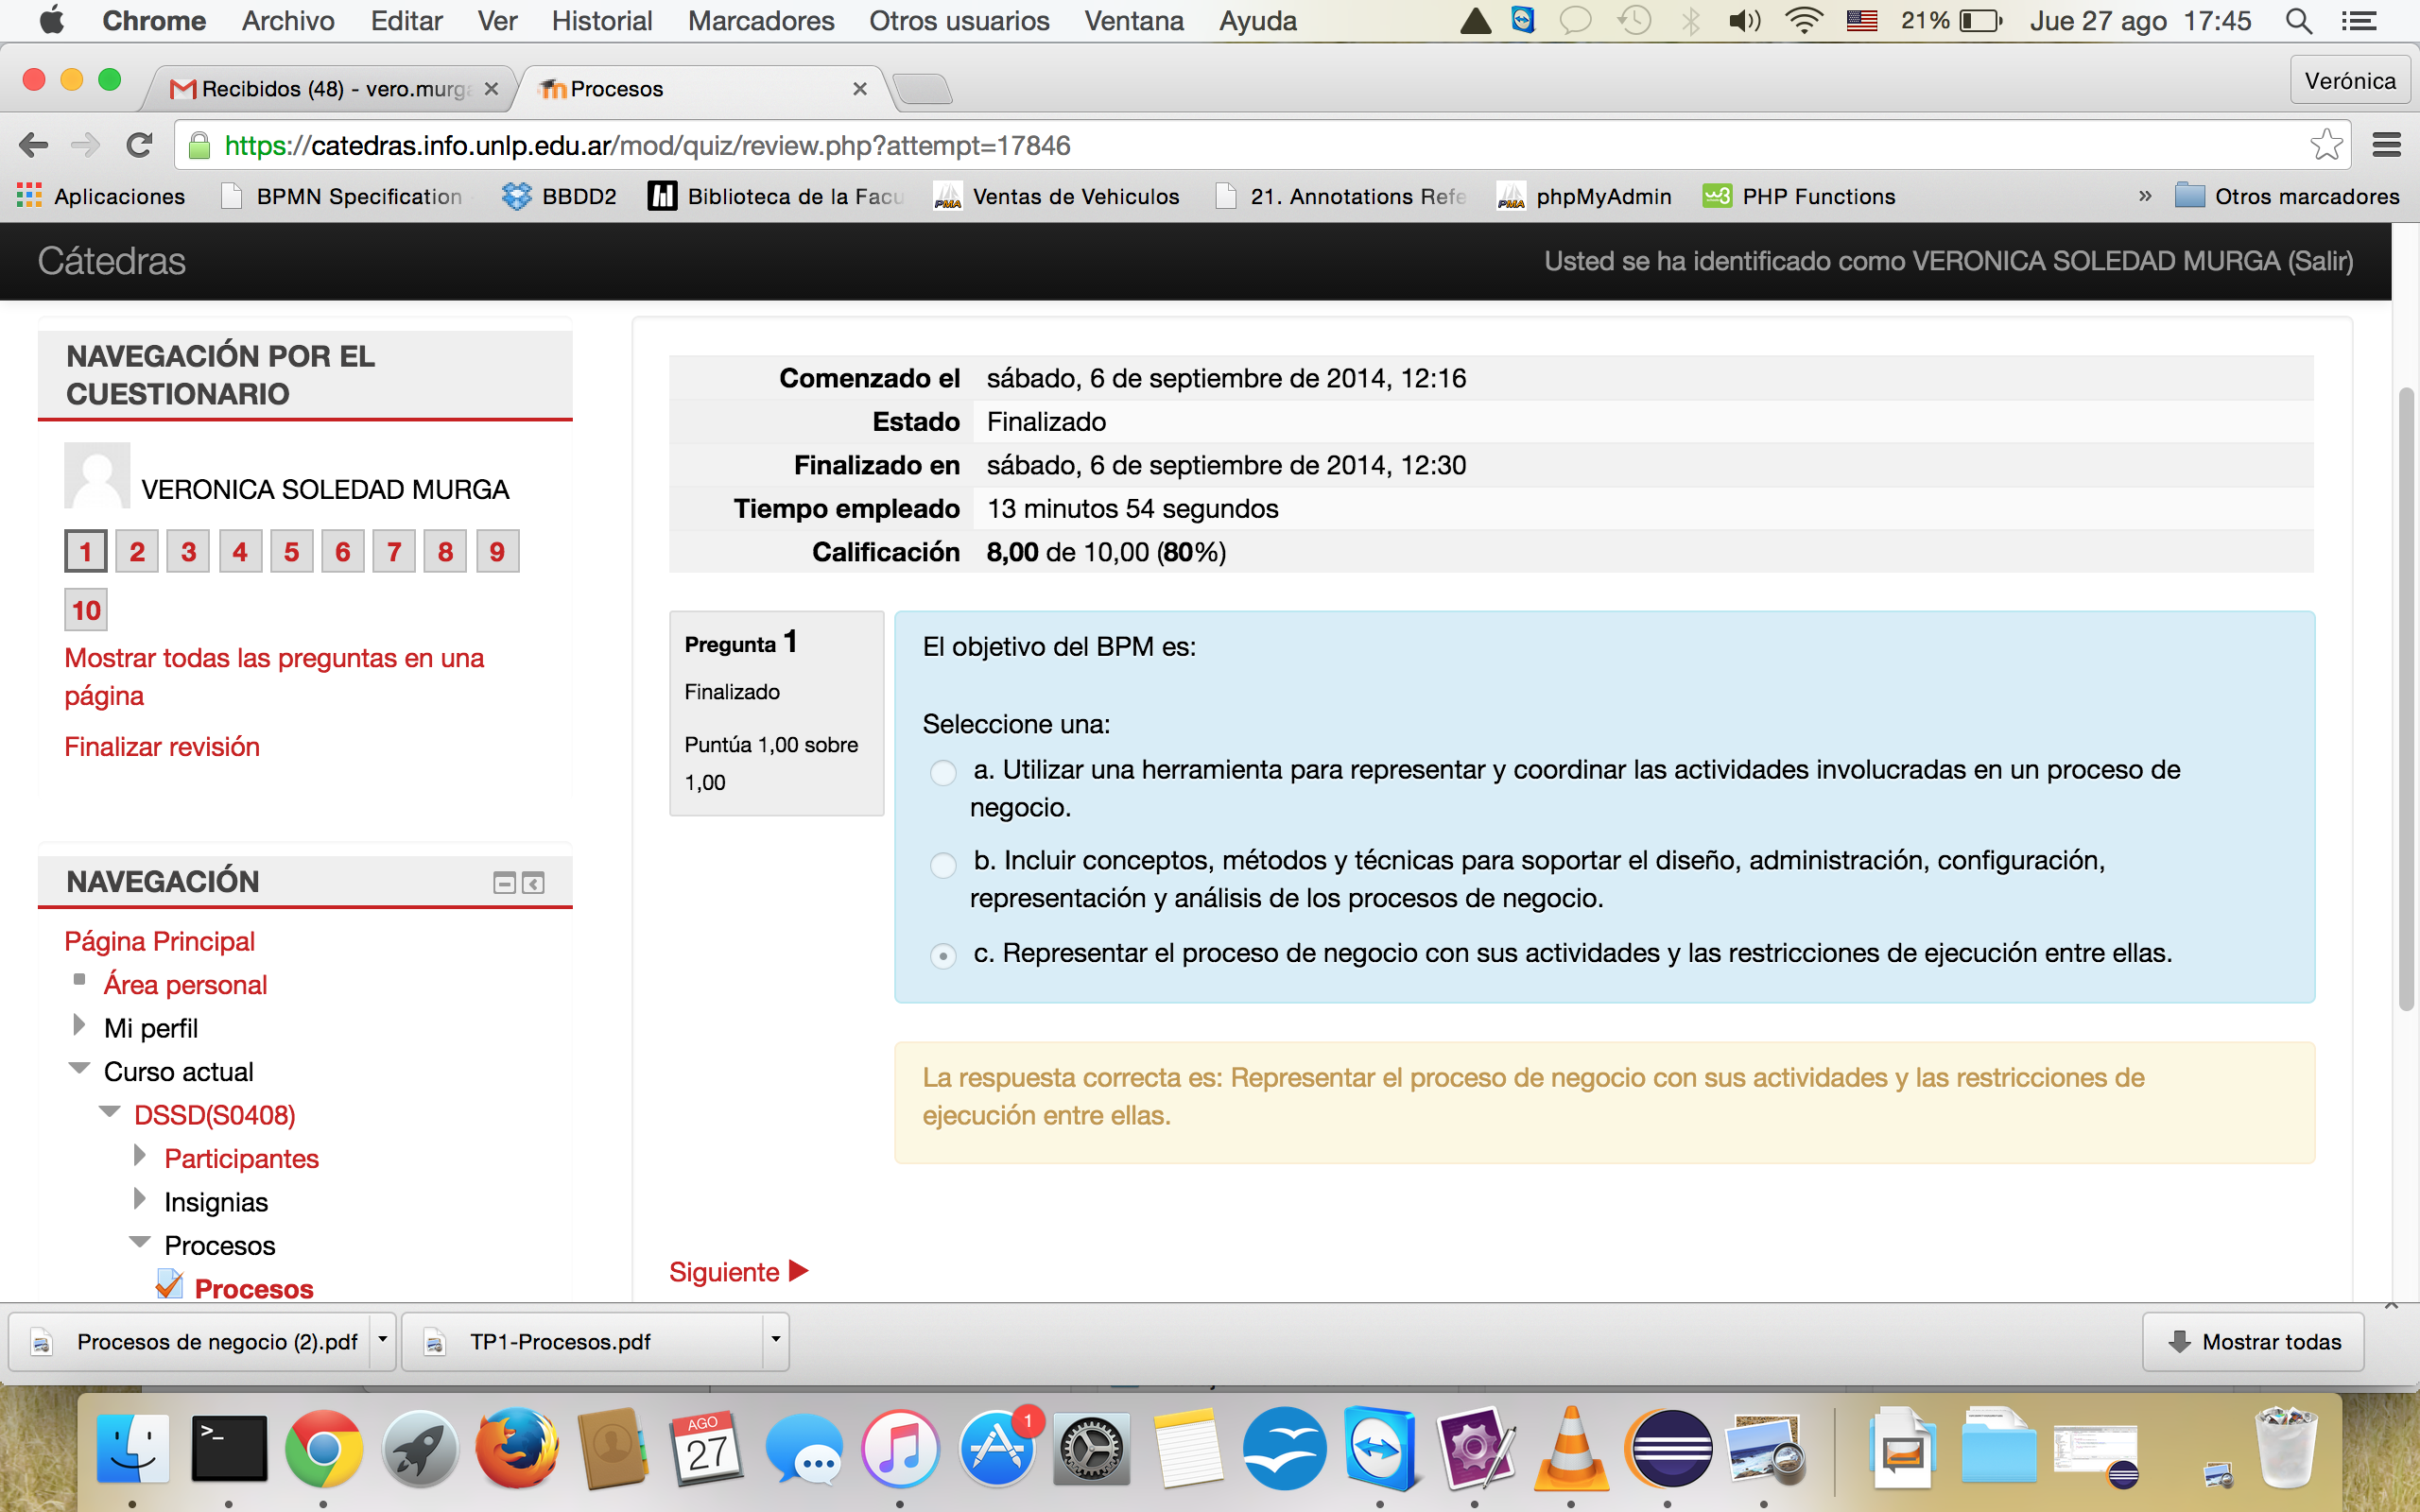 Chrome Archivo Editar Ver Historial Marcadores Otros usuarios Ventana Ayuda 21% Jue 27 ago 17:45
Recibidos (48) - vero.murga Procesos Verónica
https://catedras.info.unlp.edu.ar/mod/quiz/review.php?attempt=17846
Aplicaciones BPMN Specification BBDD2 Biblioteca de la Facu Ventas de Vehiculos 21. Annotations Refe phpMyAdmin PHP Functions » Otros marcadores
Cátedras Usted se ha identificado como VERONICA SOLEDAD MURGA (Salir)
NAVEGACIÓN POR EL
CUESTIONARIO
VERONICA SOLEDAD MURGA
1 2 3 4 5 6 7 8 9
10
Mostrar todas las preguntas en una
página
Finalizar revisión
NAVEGACIÓN
Página Principal
Área personal
Mi perfil
Curso actual
DSSD(S0408)
Participantes
Insignias
Procesos
Procesos
Comenzado el sábado, 6 de septiembre de 2014, 12:16
Estado Finalizado
Finalizado en sábado, 6 de septiembre de 2014, 12:30
Tiempo empleado 13 minutos 54 segundos
Calificación 8,00 de 10,00 (80%)
Pregunta 1
Finalizado
Puntúa 1,00 sobre
1,00
El objetivo del BPM es:
Seleccione una:
a. Utilizar una herramienta para representar y coordinar las actividades involucradas en un proceso de
negocio.
b. Incluir conceptos, métodos y técnicas para soportar el diseño, administración, configuración,
representación y análisis de los procesos de negocio.
c. Representar el proceso de negocio con sus actividades y las restricciones de ejecución entre ellas.
La respuesta correcta es: Representar el proceso de negocio con sus actividades y las restricciones de
ejecución entre ellas.
Siguiente
Procesos de negocio (2).pdf TP1-Procesos.pdf Mostrar todas
AGO
27
1